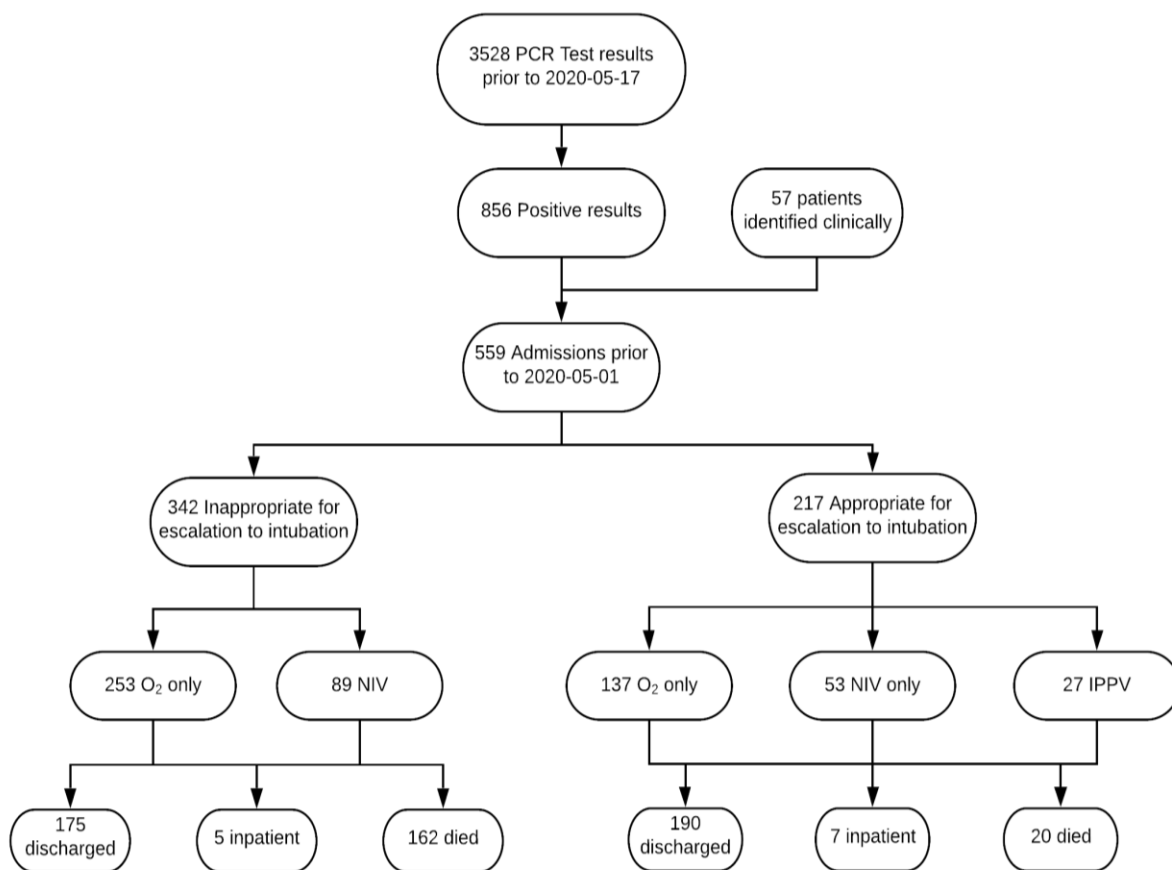 3528 PCR Test results
prior to 2020-05-17
856 Positive results
57 patients
identified clinically
559 Admissions prior
to 2020-05-01
342 Inappropriate for
escalation to intubation
217 Appropriate for
escalation to intubation
253 O₂ only
89 NIV
137 O₂ only
53 NIV only
27 IPPV
175
discharged
5 inpatient
162 died
190
discharged
7 inpatient
20 died